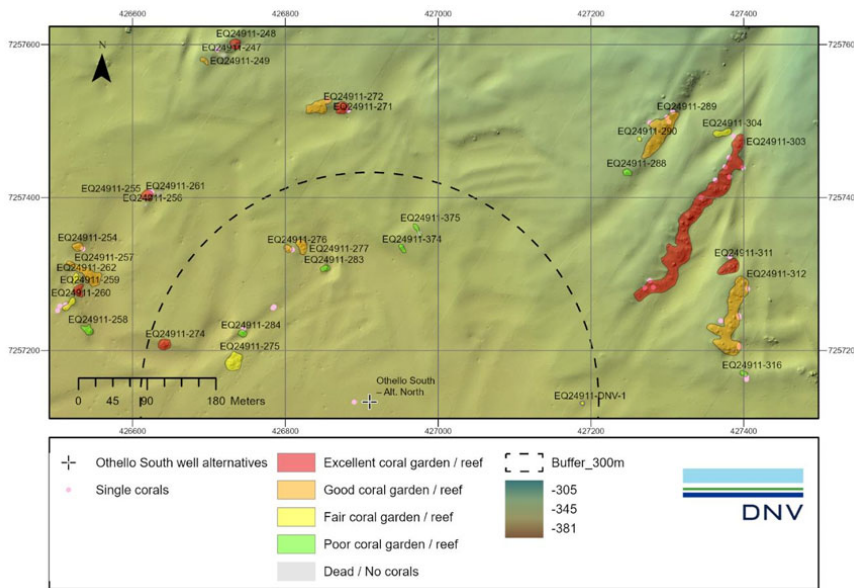 426600 426800 427000 427200 427400
7257600
725760
N
EQ24911-248
EQ24911-247
EQ24911-249
EQ24911-272
EQ24911-271
EQ24911-289
EQ24911-304
EQ24911-290
EQ24911-303
EQ24911-288
7257400
725740
EQ24911-255
EQ24911-261
EQ24911-256
EQ24911-375
EQ24911-254
EQ24911-276
EQ24911-374
EQ24911-277
EQ24911-257
EQ24911-283
EQ24911-262
EQ24911-259
EQ24911-260
EQ24911-311
EQ24911-312
EQ24911-258
EQ24911-274
EQ24911-284
EQ24911-275
7257200
725720
EQ24911-316
Othello South
– Alt. North
EQ24911-DNV-1
0 45 90 180 Meters
426600 426800 427000 427200 427400
Othello South well alternatives
Single corals
Excellent coral garden / reef
Good coral garden / reef
Fair coral garden / reef
Poor coral garden / reef
Dead / No corals
Buffer_300m
-305
-345
-381
DNV